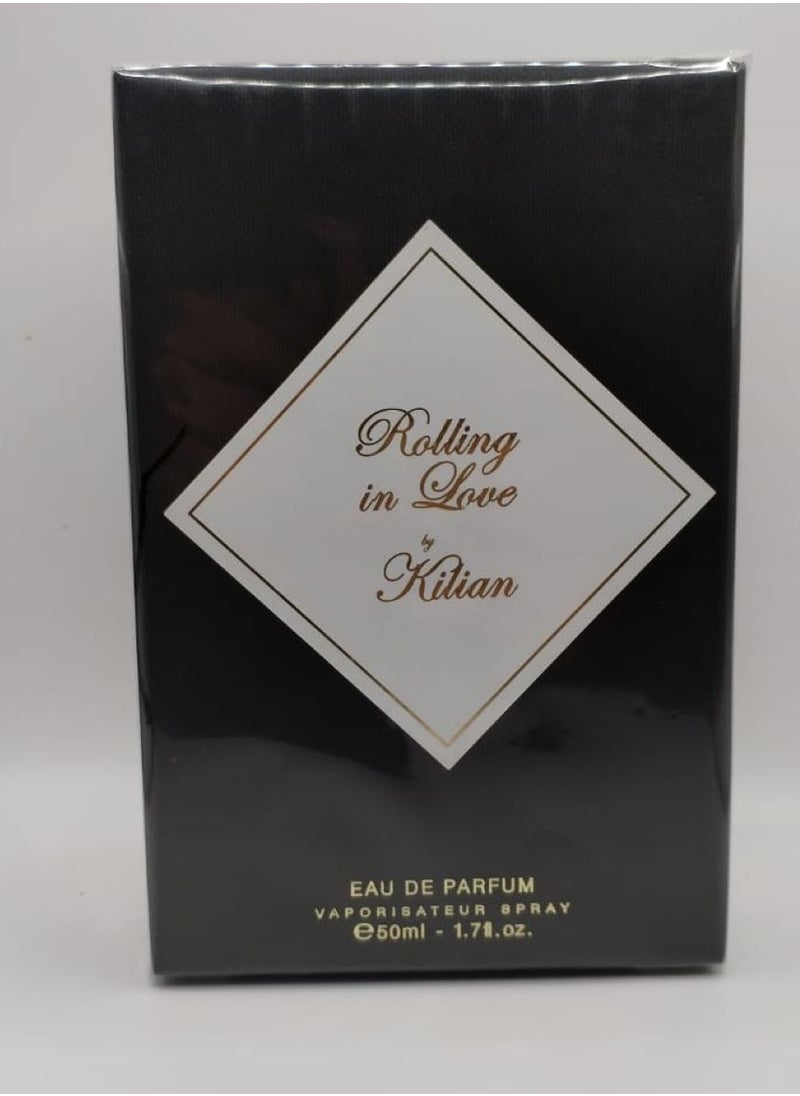 Rolling
in Love
by
Kilian
EAU DE PARFUM
VAPORISATEUR SPRAY
℮50ml - 1.7fl.oz.